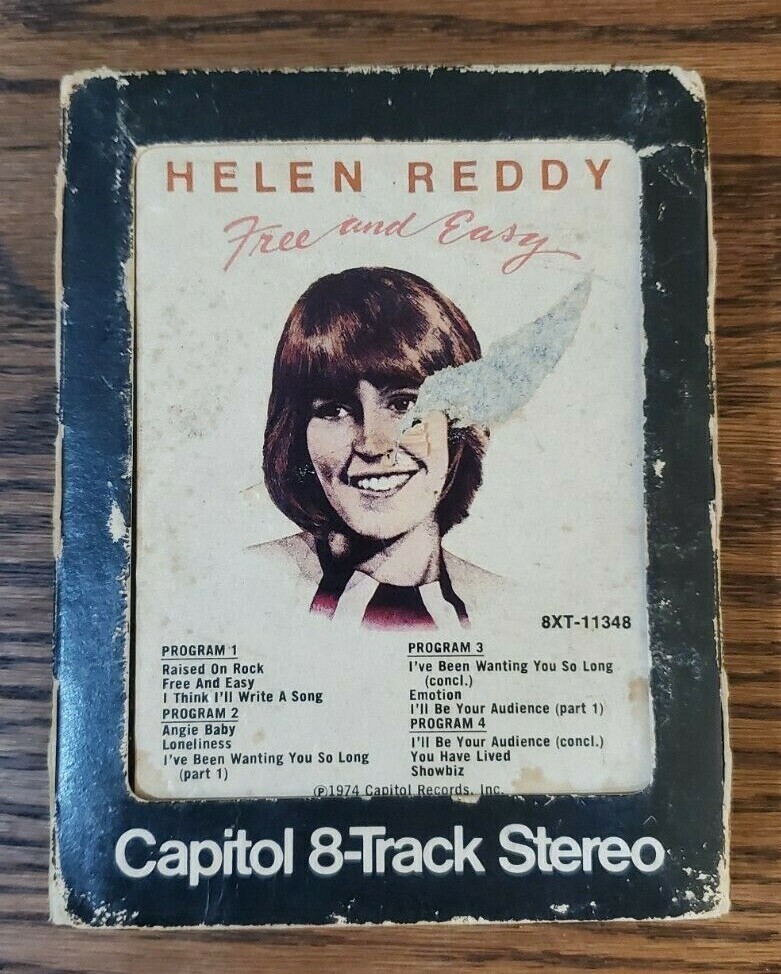 HELEN REDDY
Free and Easy
8XT-11348
PROGRAM 1
Raised On Rock
Free And Easy
I Think I'll Write A Song
PROGRAM 2
Angie Baby
Loneliness
I've Been Wanting You So Long
(part 1)
PROGRAM 3
I've Been Wanting You So Long
(concl.)
Emotion
I'll Be Your Audience (part 1)
PROGRAM 4
I'll Be Your Audience (concl.)
You Have Lived
Showbiz
℗1974 Capitol Records, Inc.
Capitol 8-Track Stereo